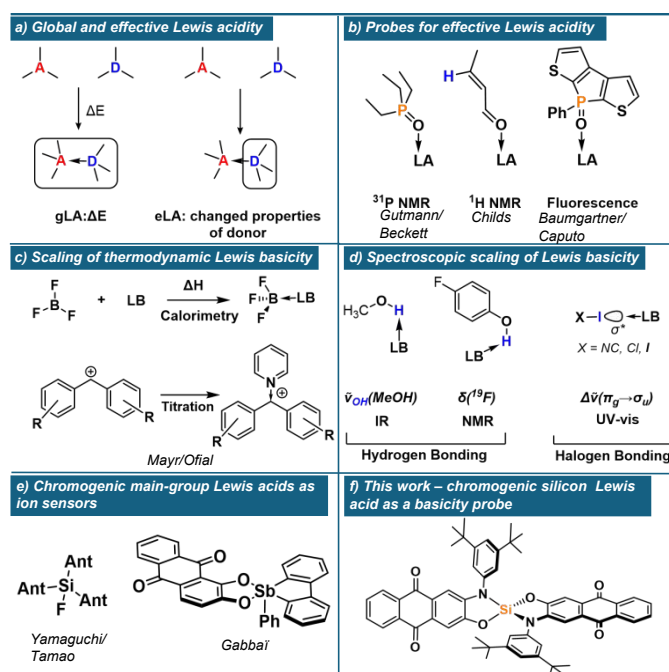 a) Global and effective Lewis acidity
A
D
A
D
ΔE
A
D
A
D
gLA:ΔE
eLA: changed properties
of donor
b) Probes for effective Lewis acidity
P
O
LA
H
O
LA
S
P
S
Ph
O
LA
³¹P NMR
¹H NMR
Fluorescence
Gutmann/
Beckett
Childs
Baumgartner/
Caputo
c) Scaling of thermodynamic Lewis basicity
F
B
F
F
+
LB
ΔH
Calorimetry
F
F
B
LB
F
+
R
R
Titration
N
+
R
R
Mayr/Ofial
d) Spectroscopic scaling of Lewis basicity
H₃C
O
H
LB
F
O
H
LB
X
I
LB
σ*
X = NC, Cl, I
ṽOH(MeOH)
IR
δ(¹⁹F)
NMR
Δṽ(πg→σu)
UV-vis
Hydrogen Bonding
Halogen Bonding
e) Chromogenic main-group Lewis acids as
ion sensors
Ant
Si
Ant
Ant
F
Yamaguchi/
Tamao
O
O
O
O
Sb
Ph
Gabbaï
f) This work – chromogenic silicon Lewis
acid as a basicity probe
O
O
N
O
Si
O
N
O
O